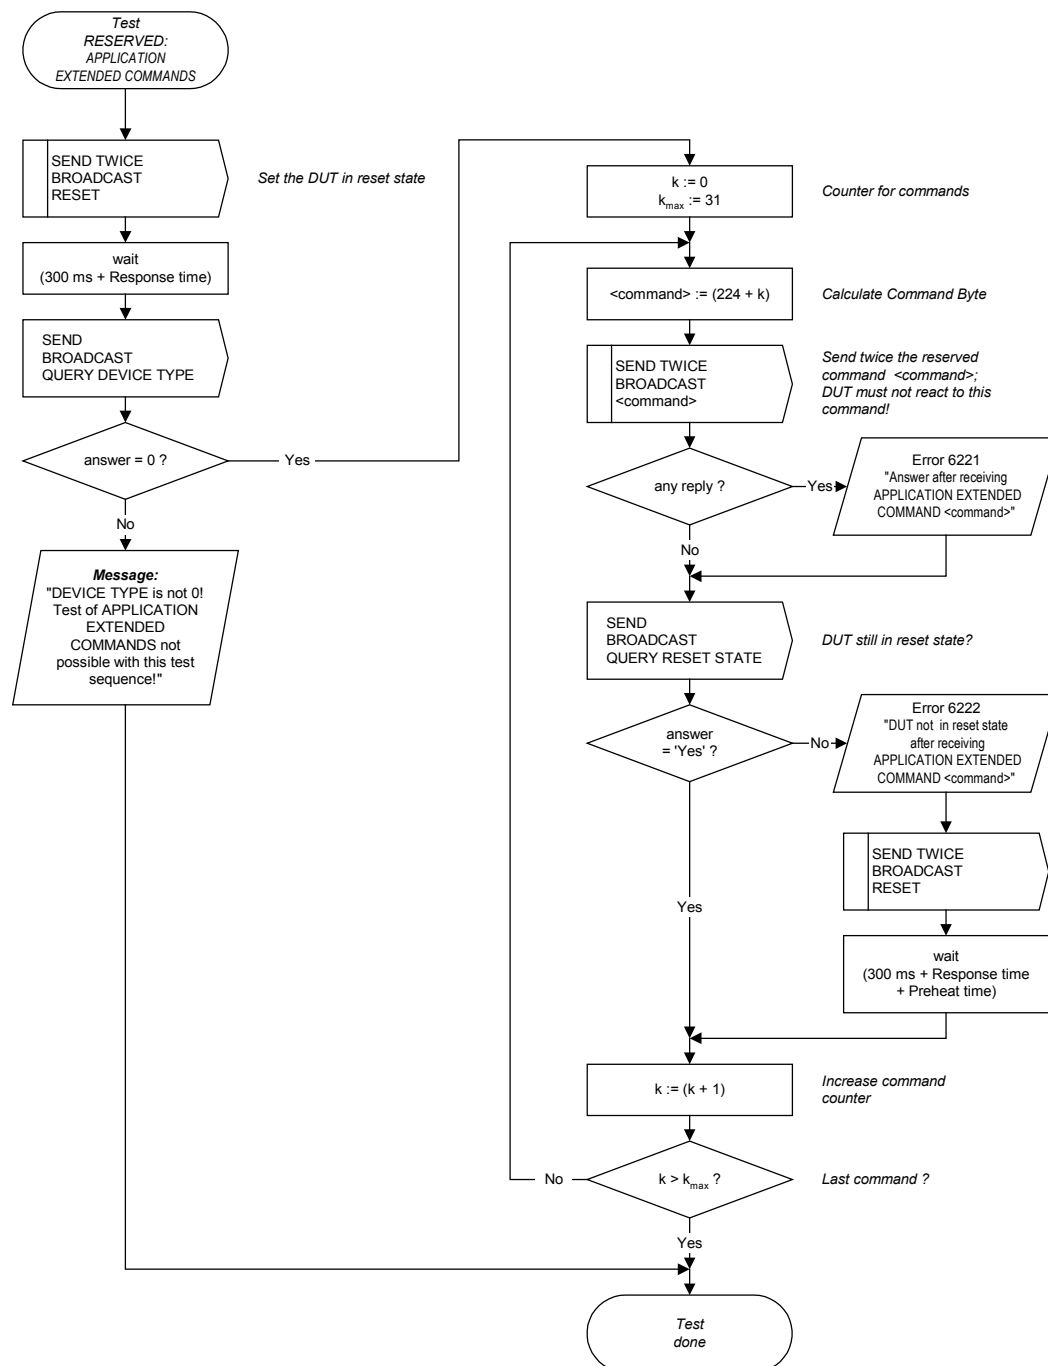 Test
RESERVED:
APPLICATION
EXTENDED COMMANDS
SEND TWICE
BROADCAST
RESET
Set the DUT in reset state
wait
(300 ms + Response time)
SEND
BROADCAST
QUERY DEVICE TYPE
answer = 0 ?
Yes
No
Message:
"DEVICE TYPE is not 0!
Test of APPLICATION
EXTENDED
COMMANDS not
possible with this test
sequence!"
k := 0
kmax := 31
Counter for commands
<command> := (224 + k)
Calculate Command Byte
SEND TWICE
BROADCAST
<command>
Send twice the reserved
command <command>;
DUT must not react to this
command!
any reply ?
Yes
Error 6221
"Answer after receiving
APPLICATION EXTENDED
COMMAND <command>"
No
SEND
BROADCAST
QUERY RESET STATE
DUT still in reset state?
answer
= 'Yes' ?
No
Error 6222
"DUT not in reset state
after receiving
APPLICATION EXTENDED
COMMAND <command>"
SEND TWICE
BROADCAST
RESET
Yes
wait
(300 ms + Response time
+ Preheat time)
k := (k + 1)
Increase command
counter
k > kmax ?
No
Last command ?
Yes
Test
done